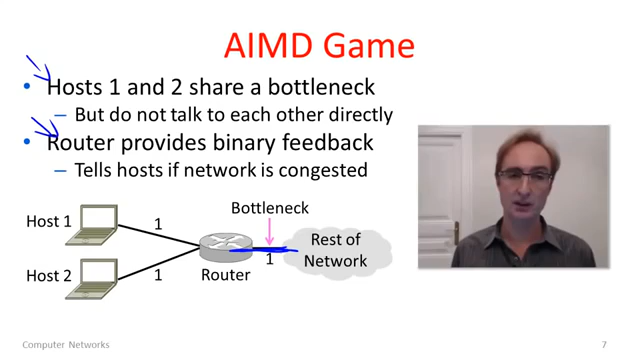 AIMD Game
• Hosts 1 and 2 share a bottleneck
– But do not talk to each other directly
• Router provides binary feedback
– Tells hosts if network is congested
Bottleneck
Host 1
1
Rest of
Network
1
Host 2
1
Router
Computer Networks
7